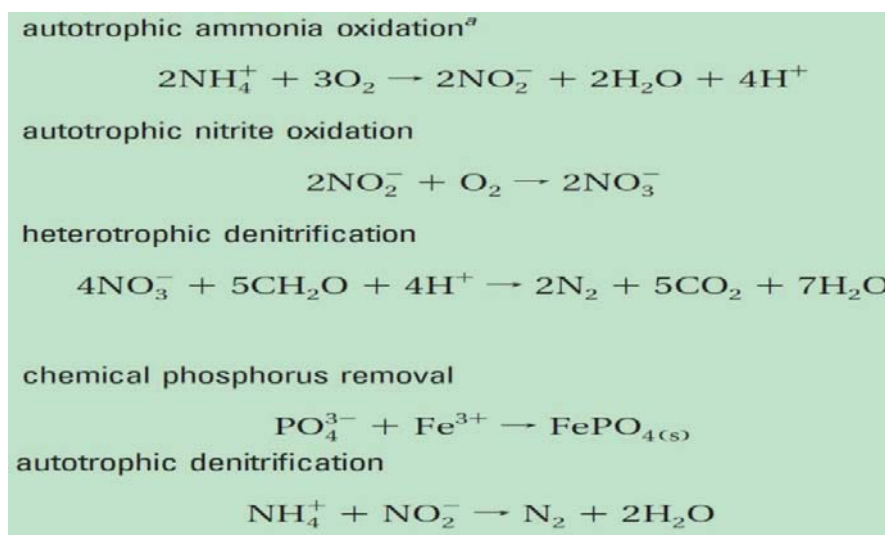 autotrophic ammonia oxidationᵃ
2NH₄⁺ + 3O₂ → 2NO₂⁻ + 2H₂O + 4H⁺
autotrophic nitrite oxidation
2NO₂⁻ + O₂ → 2NO₃⁻
heterotrophic denitrification
4NO₃⁻ + 5CH₂O + 4H⁺ → 2N₂ + 5CO₂ + 7H₂O
chemical phosphorus removal
PO₄³⁻ + Fe³⁺ → FePO₄₍ₛ₎
autotrophic denitrification
NH₄⁺ + NO₂⁻ → N₂ + 2H₂O